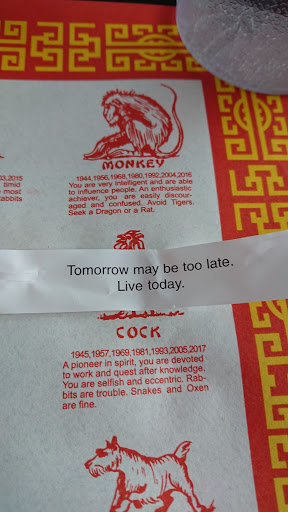 MONKEY
1944,1956,1968,1980,1992,2004,2016
You are very intelligent and are able
to influence people. An enthusiastic
achiever, you are easily discour-
aged and confused. Avoid Tigers.
Seek a Dragon or a Rat.
03,2015
timid
most
Rabbits
Tomorrow may be too late.
Live today.
COCK
1945,1957,1969,1981,1993,2005,2017
A pioneer in spirit, you are devoted
to work and quest after knowledge.
You are selfish and eccentric. Rab-
bits are trouble. Snakes and Oxen
are fine.